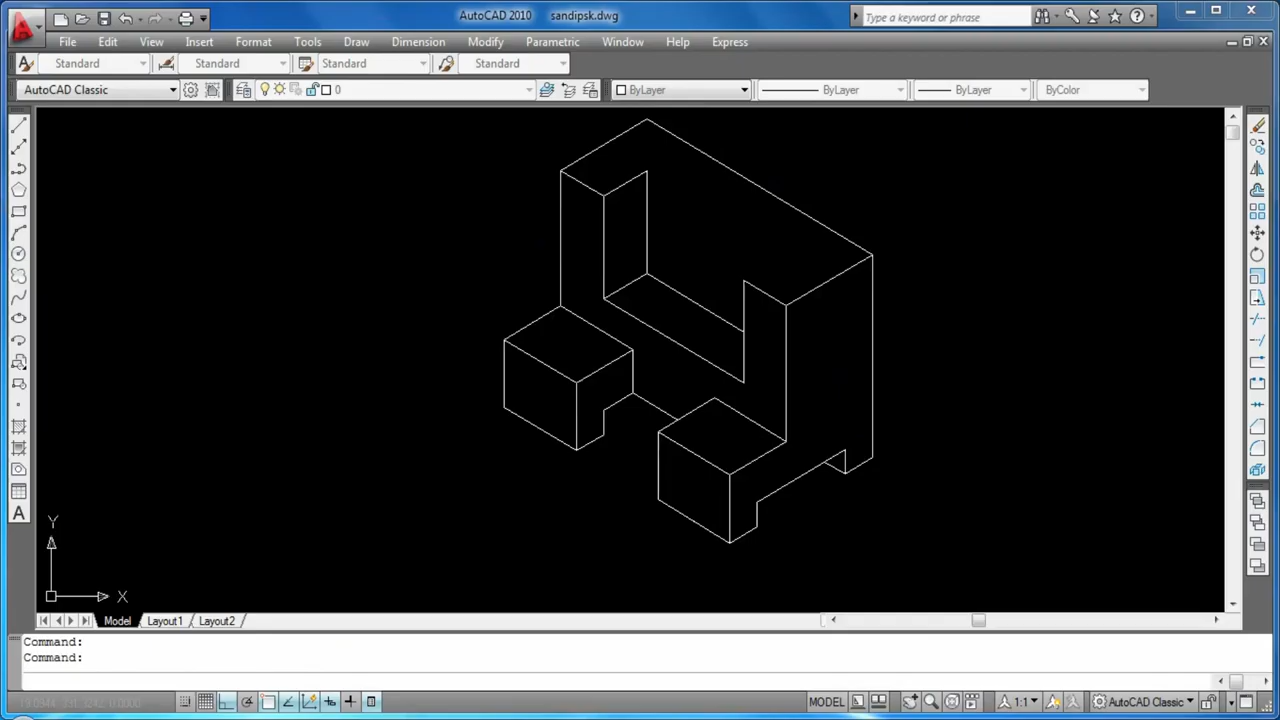 AutoCAD 2010 sandipsk.dwg
Type a keyword or phrase
File Edit View Insert Format Tools Draw Dimension Modify Parametric Window Help Express
Standard Standard Standard Standard
AutoCAD Classic 0 ByLayer ByLayer ByLayer ByColor
A
Y
X
Model Layout1 Layout2
Command:
Command:
MODEL 1:1 AutoCAD Classic